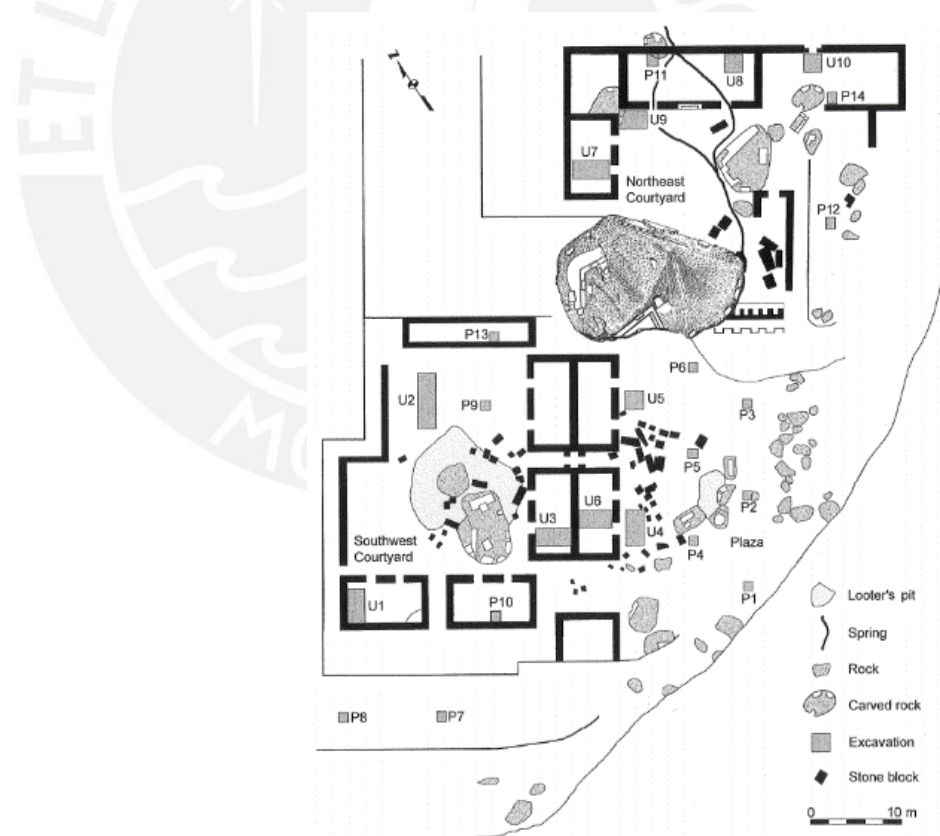 ET L
MO
N
U10
P11
U8
P14
U9
U7
Northeast
Courtyard
P12
P13
P6
U2
P9
U5
P3
P5
P2
U3
U6
U4
Southwest
Courtyard
P4
Plaza
P1
U1
P10
P8
P7
Looter's pit
Spring
Rock
Carved rock
Excavation
Stone block
0 10 m